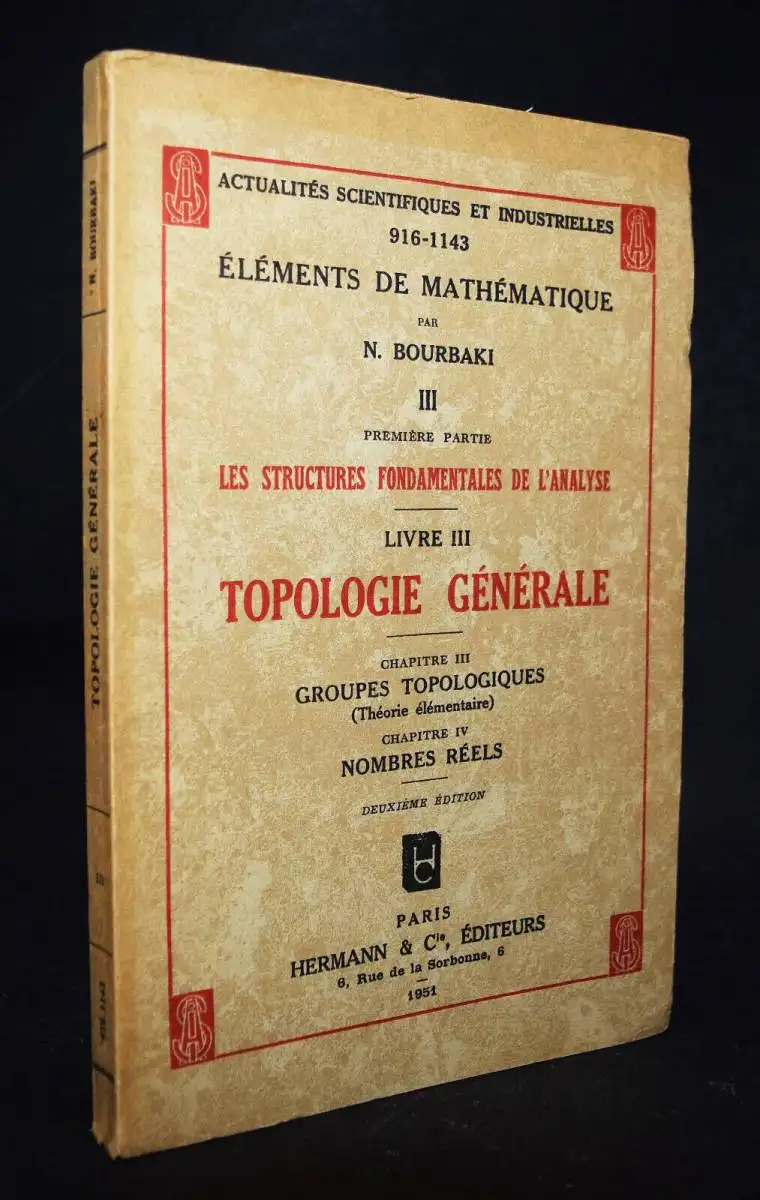 ACTUALITÉS SCIENTIFIQUES ET INDUSTRIELLES
916-1143
ÉLÉMENTS DE MATHÉMATIQUE
PAR
N. BOURBAKI
III
PREMIÈRE PARTIE
LES STRUCTURES FONDAMENTALES DE L'ANALYSE
LIVRE III
TOPOLOGIE GÉNÉRALE
CHAPITRE III
GROUPES TOPOLOGIQUES
(Théorie élémentaire)
CHAPITRE IV
NOMBRES RÉELS
DEUXIÈME ÉDITION
PARIS
HERMANN & Cie, ÉDITEURS
6, Rue de la Sorbonne, 6
1951
N. BOURBAKI
TOPOLOGIE GÉNÉRALE
III